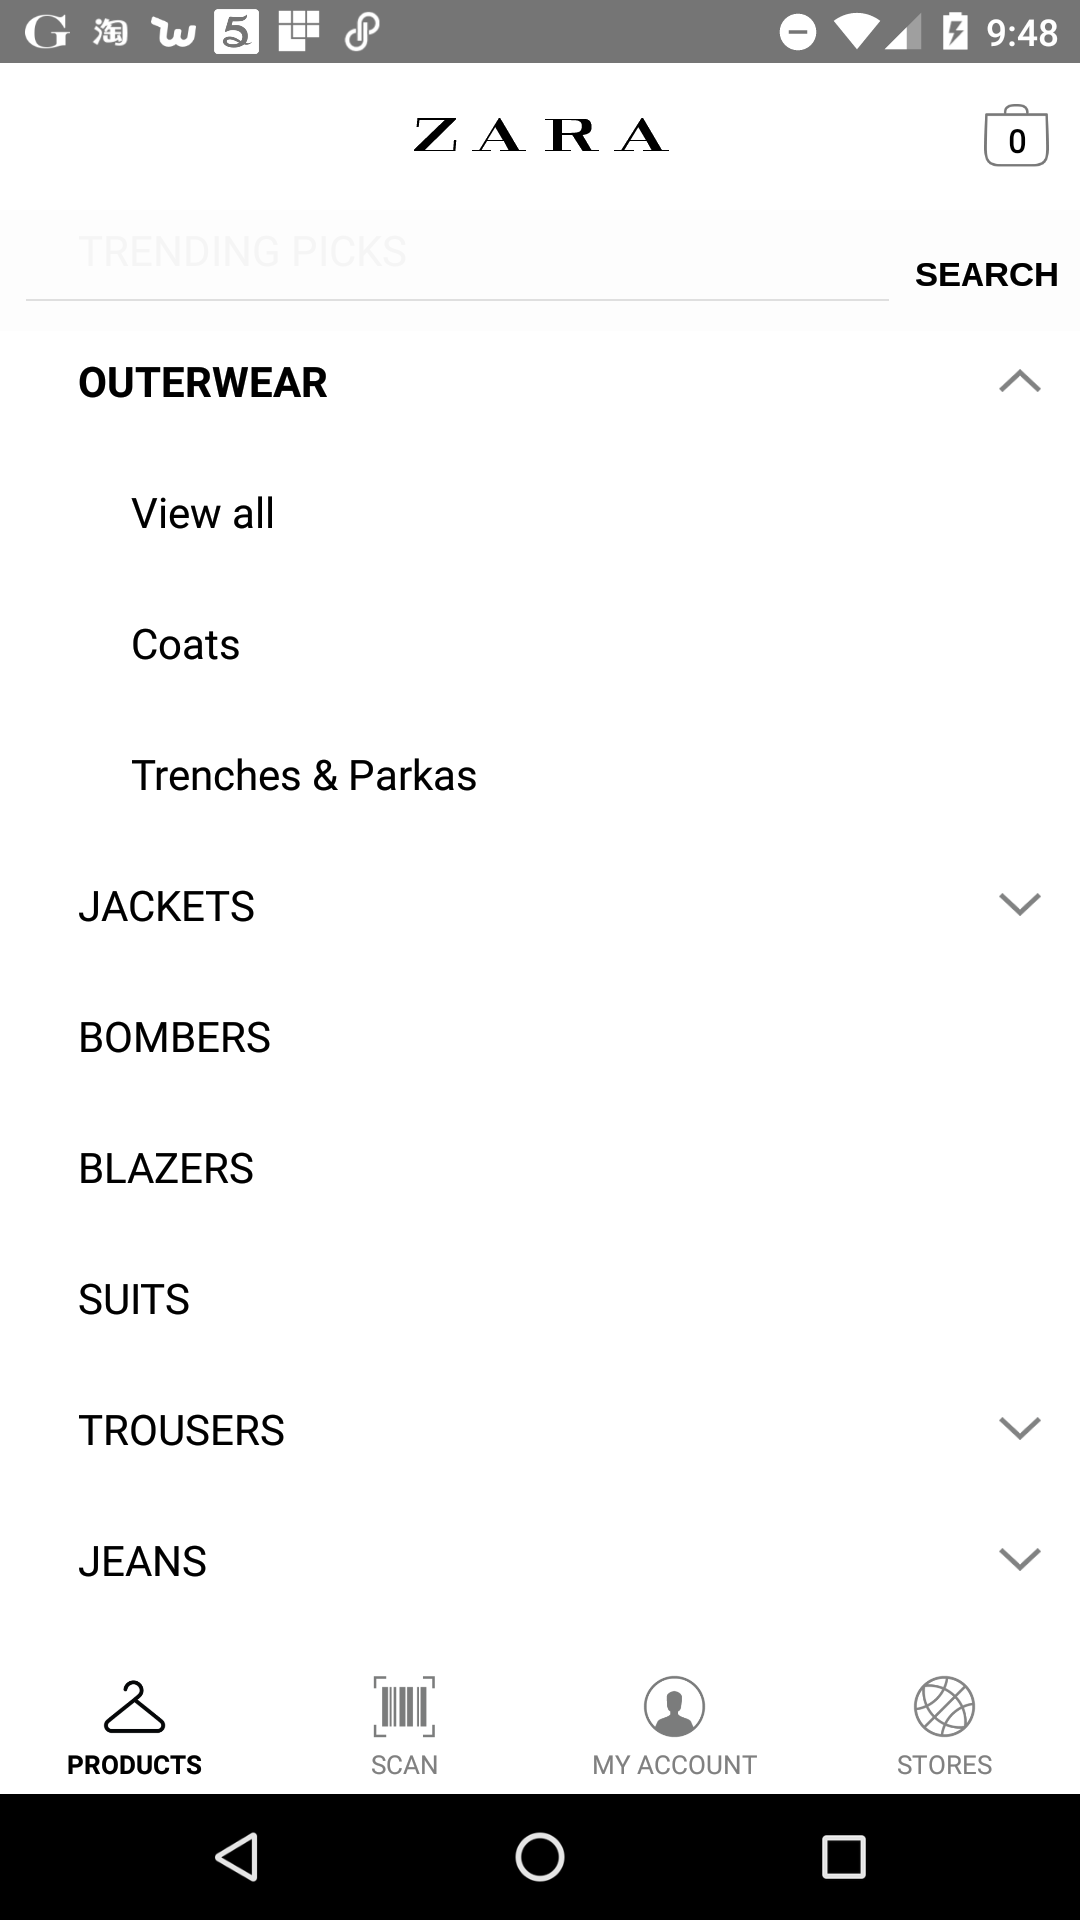 G 淘 w 5 9:48
ZARA
0
TRENDING PICKS
SEARCH
OUTERWEAR
View all
Coats
Trenches & Parkas
JACKETS
BOMBERS
BLAZERS
SUITS
TROUSERS
JEANS
PRODUCTS SCAN MY ACCOUNT STORES